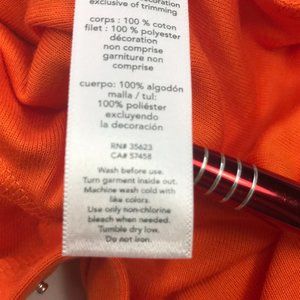 decoration
exclusive of trimming
corps : 100 % coton
filet : 100 % polyester
décoration
non comprise
garniture non
comprise
cuerpo: 100% algodón
malla / tul:
100% poliéster
excluyendo
la decoración
RN# 35623
CA# 57458
Wash before use.
Turn garment inside out.
Machine wash cold with
like colors.
Use only non-chlorine
bleach when needed.
Tumble dry low.
Do not iron.